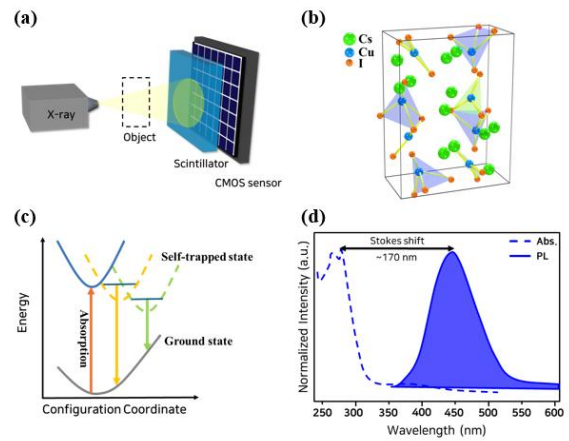 (a)
X-ray
Object
Scintillator
CMOS sensor
(b)
Cs
Cu
I
(c)
Energy
Absorption
Self-trapped state
Ground state
Configuration Coordinate
(d)
Normalized Intensity (a.u.)
Stokes shift
~170 nm
Abs.
PL
250 300 350 400 450 500 550 600
Wavelength (nm)